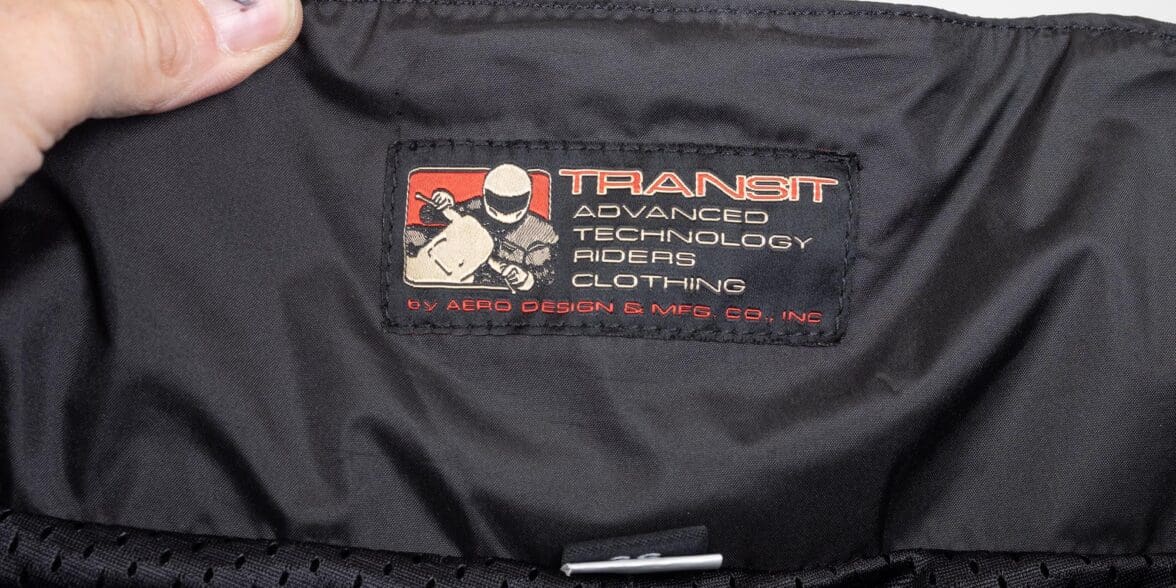 TRANSIT
ADVANCED
TECHNOLOGY
RIDERS
CLOTHING
by AERO DESIGN & MFG. CO., INC